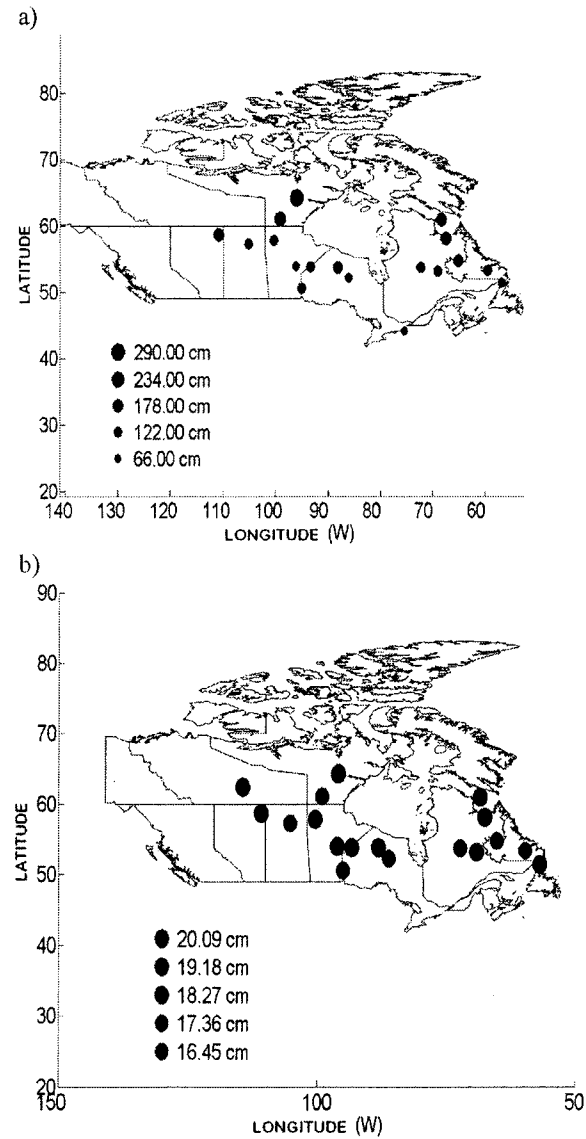 a)
80
70
60
50
40
30
20
LATITUDE
290.00 cm
234.00 cm
178.00 cm
122.00 cm
66.00 cm
140 130 120 110 100 90 80 70 60
LONGITUDE (W)
b)
90
80
70
60
50
40
30
20
LATITUDE
20.09 cm
19.18 cm
18.27 cm
17.36 cm
16.45 cm
150 100 50
LONGITUDE (W)